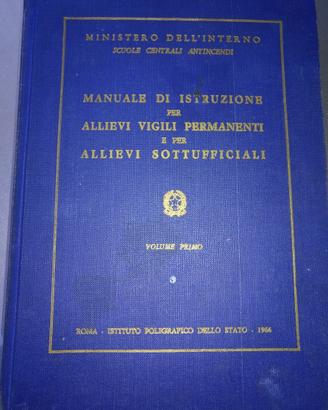 MINISTERO DELL'INTERNO
SCUOLE CENTRALI ANTINCENDI
MANUALE DI ISTRUZIONE
PER
ALLIEVI VIGILI PERMANENTI
E PER
ALLIEVI SOTTUFFICIALI
VOLUME PRIMO
ROMA - ISTITUTO POLIGRAFICO DELLO STATO - 1966